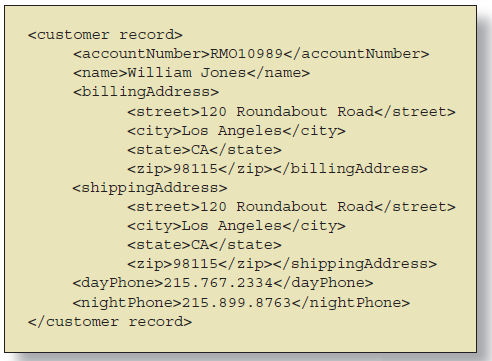 <customer record>
<accountNumber>RMO10989</accountNumber>
<name>William Jones</name>
<billingAddress>
<street>120 Roundabout Road</street>
<city>Los Angeles</city>
<state>CA</state>
<zip>98115</zip></billingAddress>
<shippingAddress>
<street>120 Roundabout Road</street>
<city>Los Angeles</city>
<state>CA</state>
<zip>98115</zip></shippingAddress>
<dayPhone>215.767.2334</dayPhone>
<nightPhone>215.899.8763</nightPhone>
</customer record>